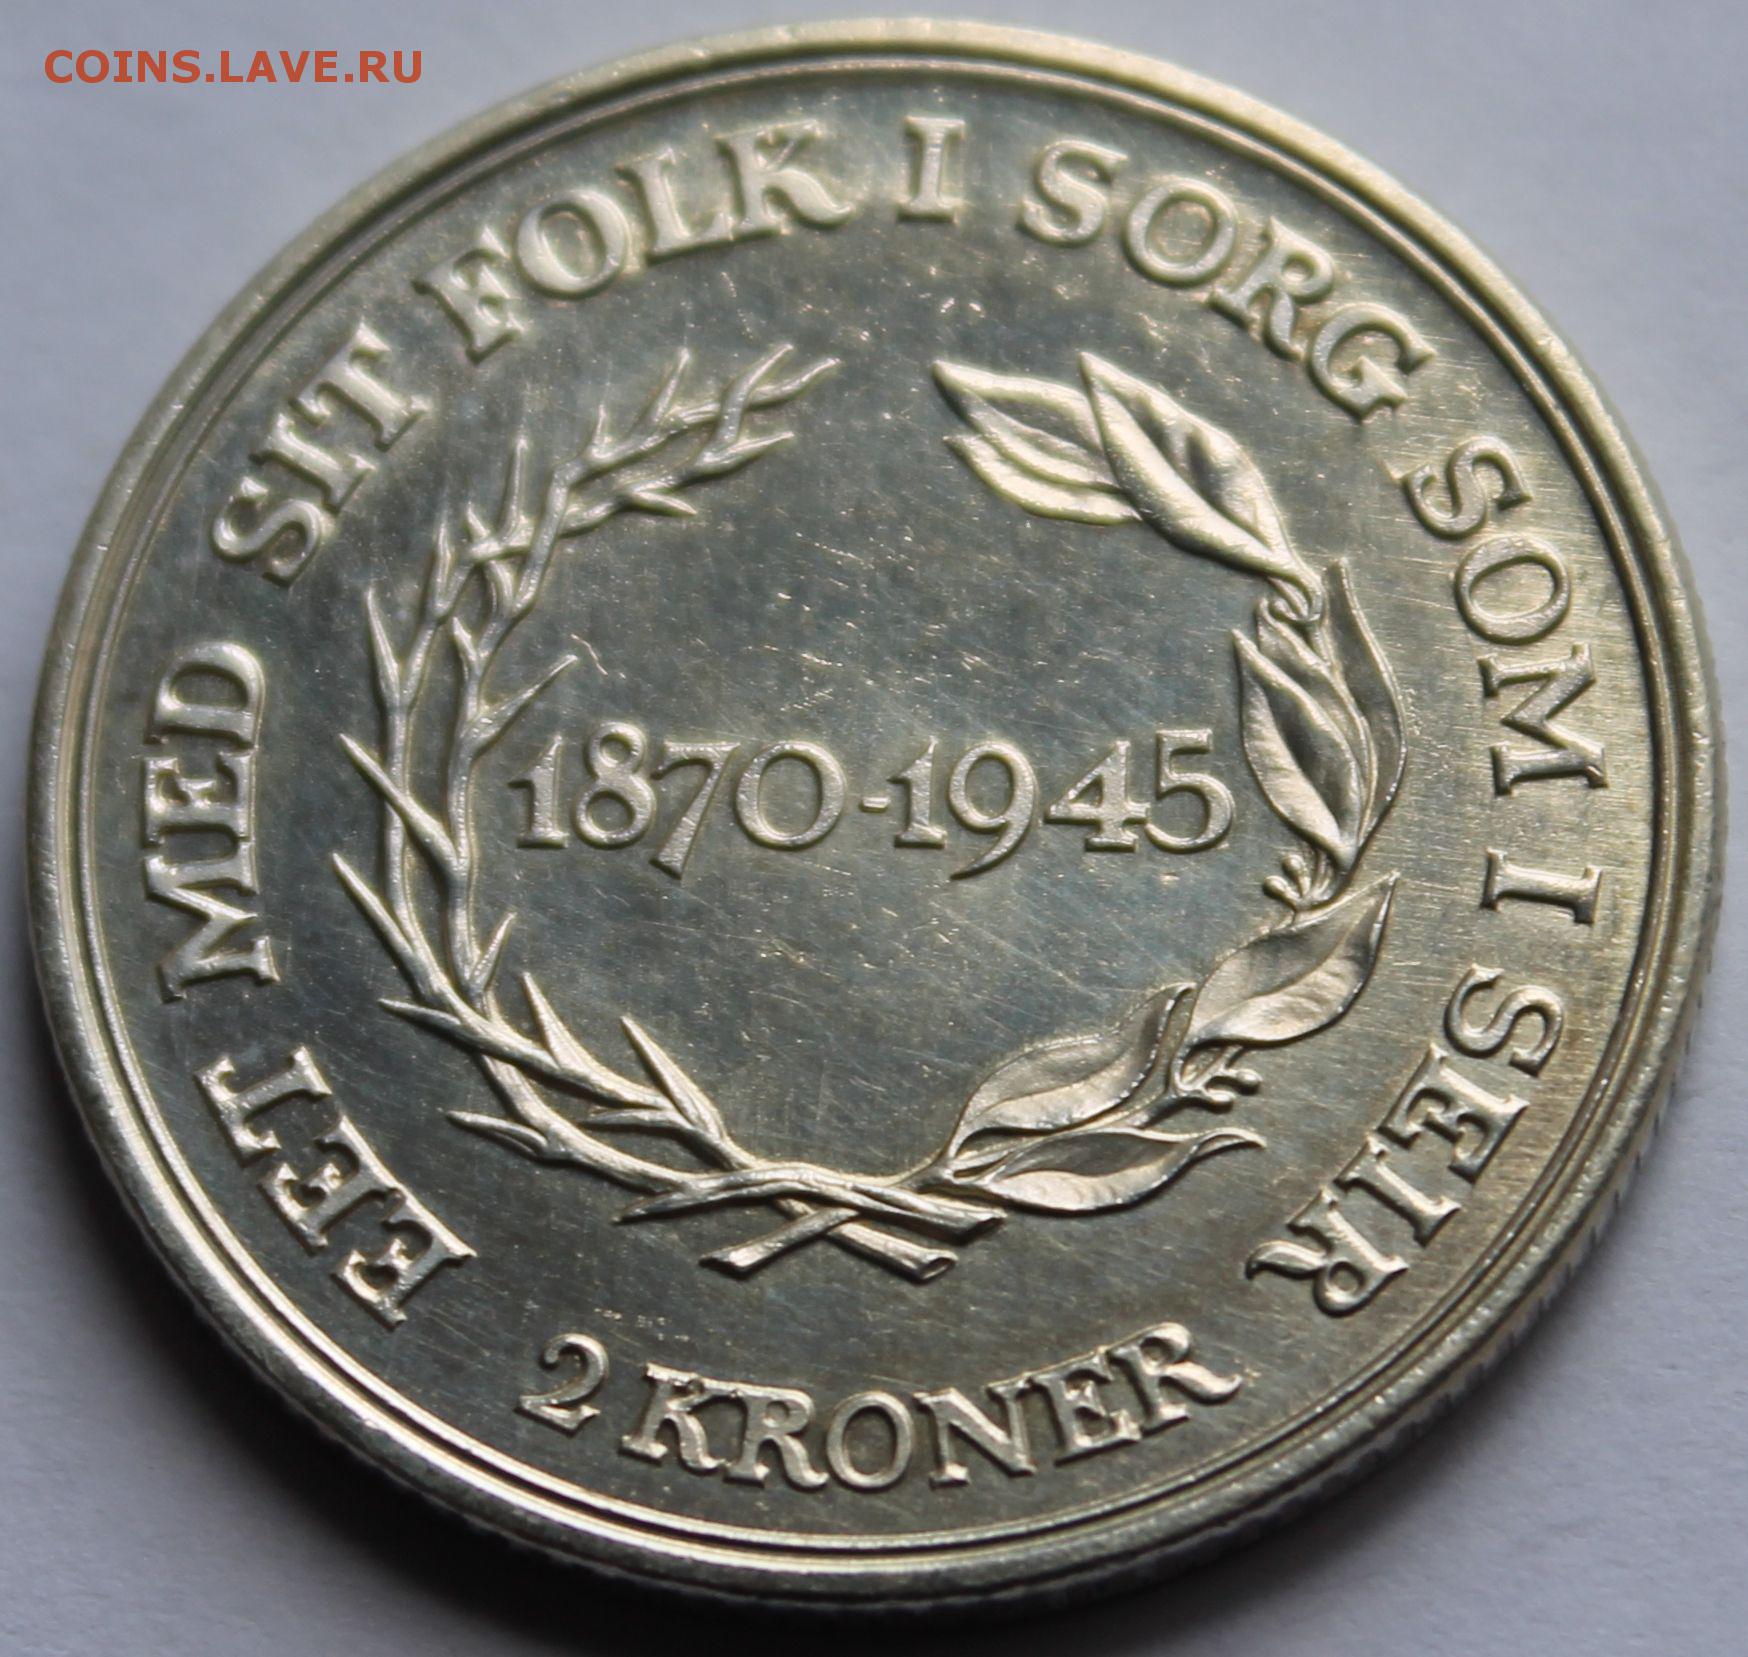 COINS.LAVE.RU
EET MED SIT FOLK I SORG SOM I SEIR
1870-1945
2 KRONER